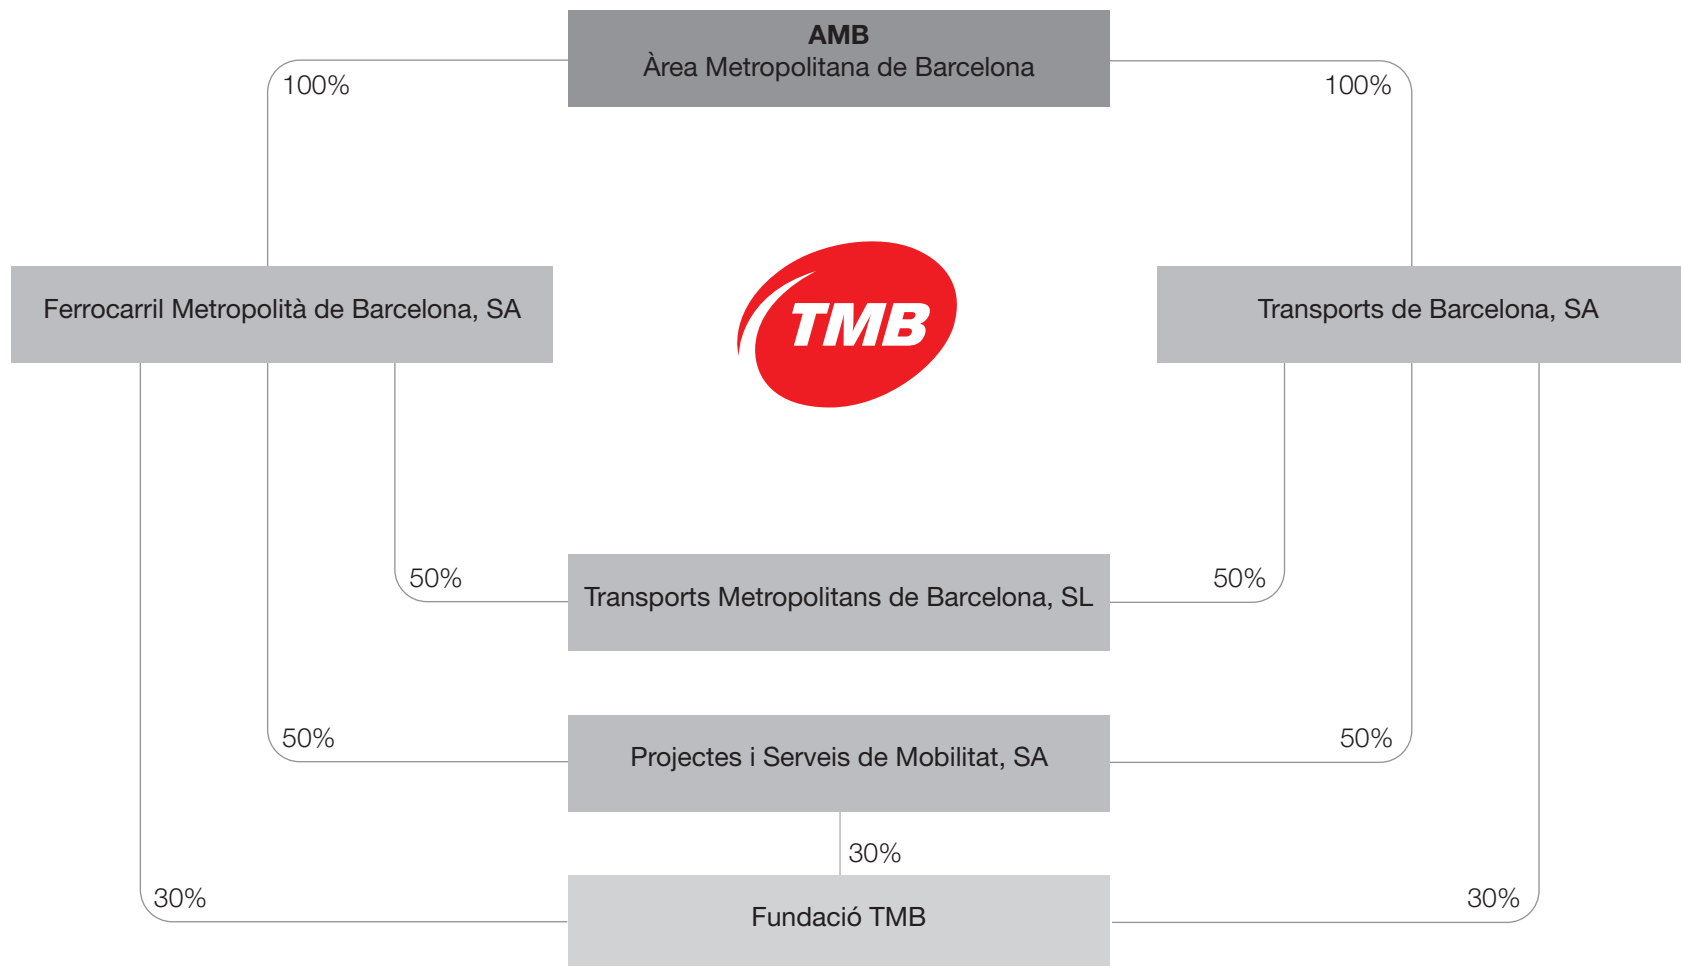 AMB
Àrea Metropolitana de Barcelona
100%
100%
Ferrocarril Metropolità de Barcelona, SA
TMB
Transports de Barcelona, SA
50%
Transports Metropolitans de Barcelona, SL
50%
50%
Projectes i Serveis de Mobilitat, SA
50%
30%
30%
Fundació TMB
30%